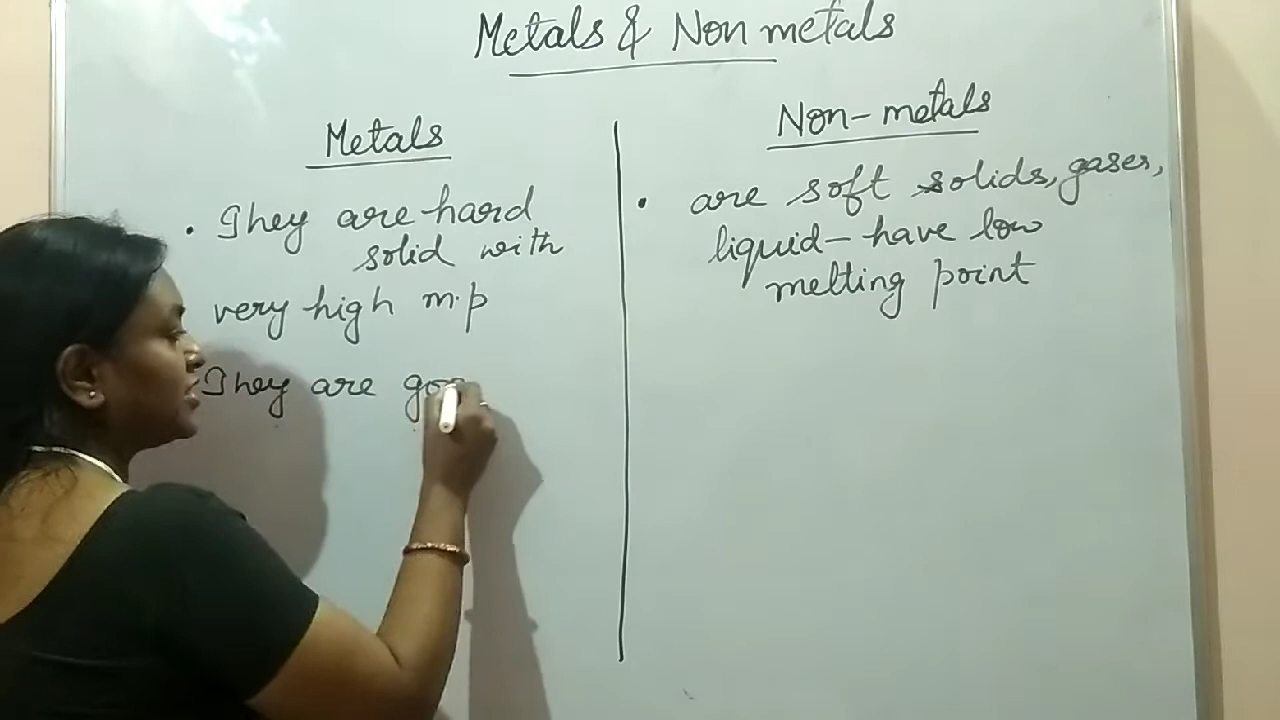 Metals & Non metals
Metals
• They are hard
solid with
very high m.p
They are
Non-metals
• are soft solids, gases,
liquid- have low
melting point